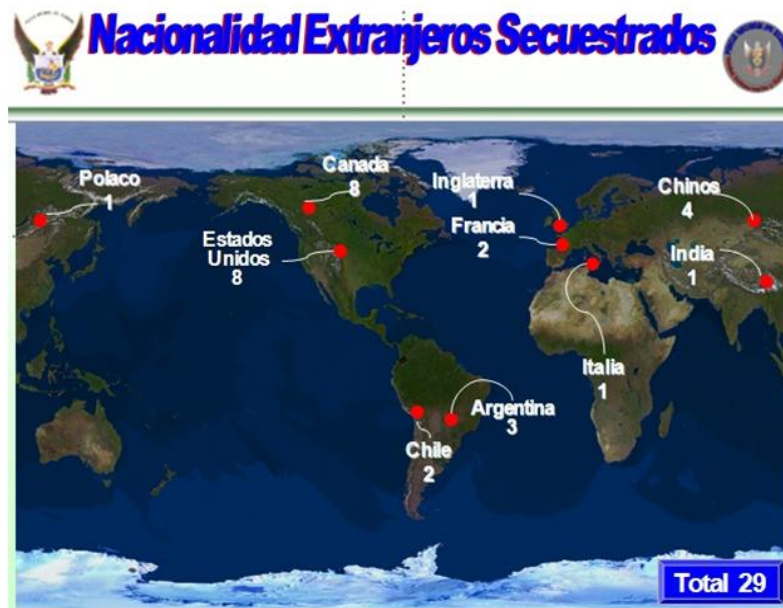 Nacionalidad Extranjeros Secuestrados
Polaco
1
Canada
8
Estados
Unidos
8
Inglaterra
1
Francia
2
Chinos
4
India
1
Italia
1
Argentina
3
Chile
2
Total 29